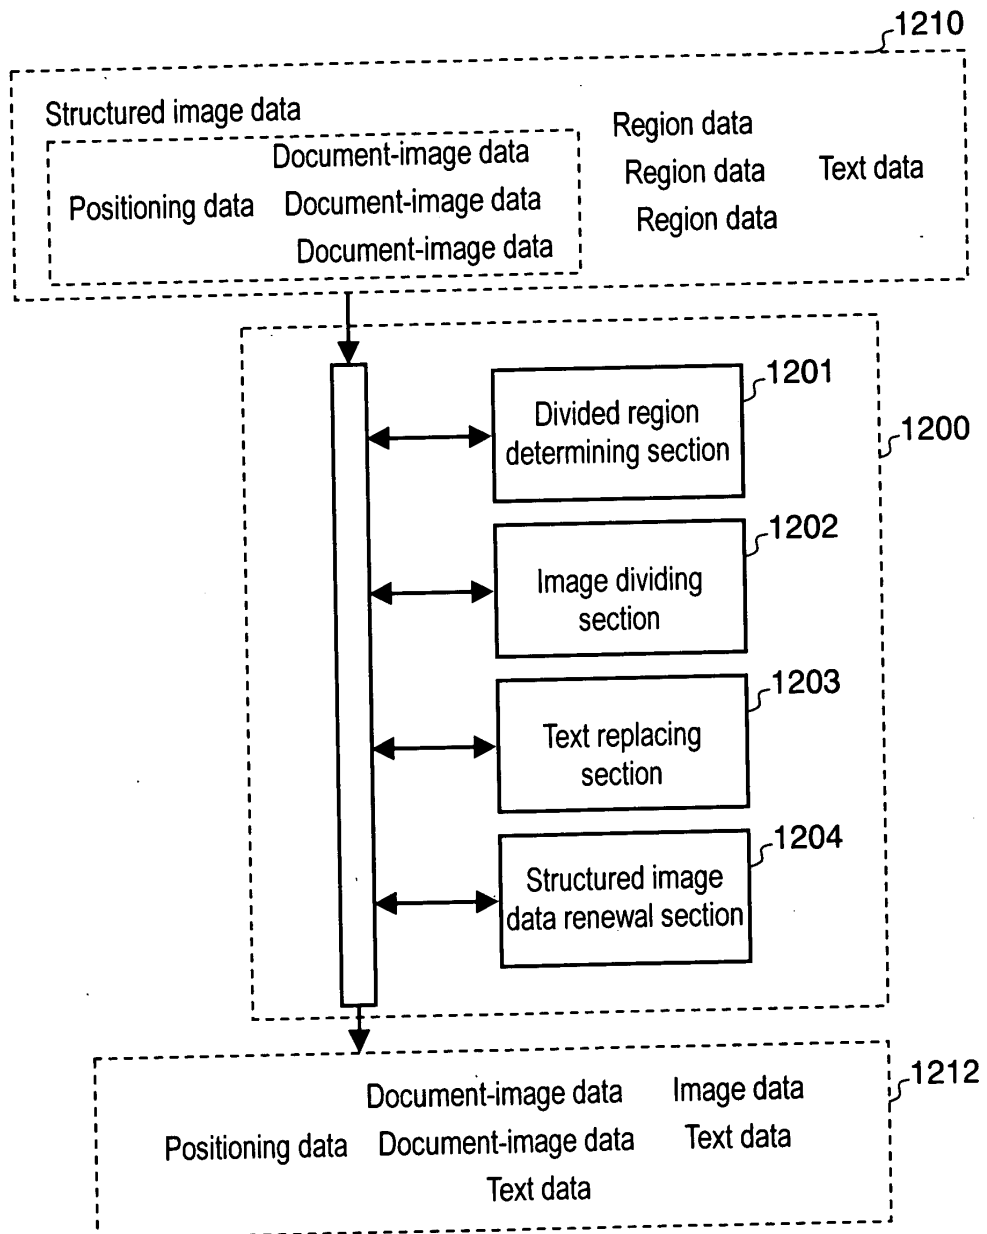 1210
Structured image data
Document-image data
Positioning data
Document-image data
Document-image data
Region data
Region data
Region data
Text data
1201
Divided region
determining section
1200
1202
Image dividing
section
1203
Text replacing
section
1204
Structured image
data renewal section
1212
Document-image data
Image data
Positioning data
Document-image data
Text data
Text data